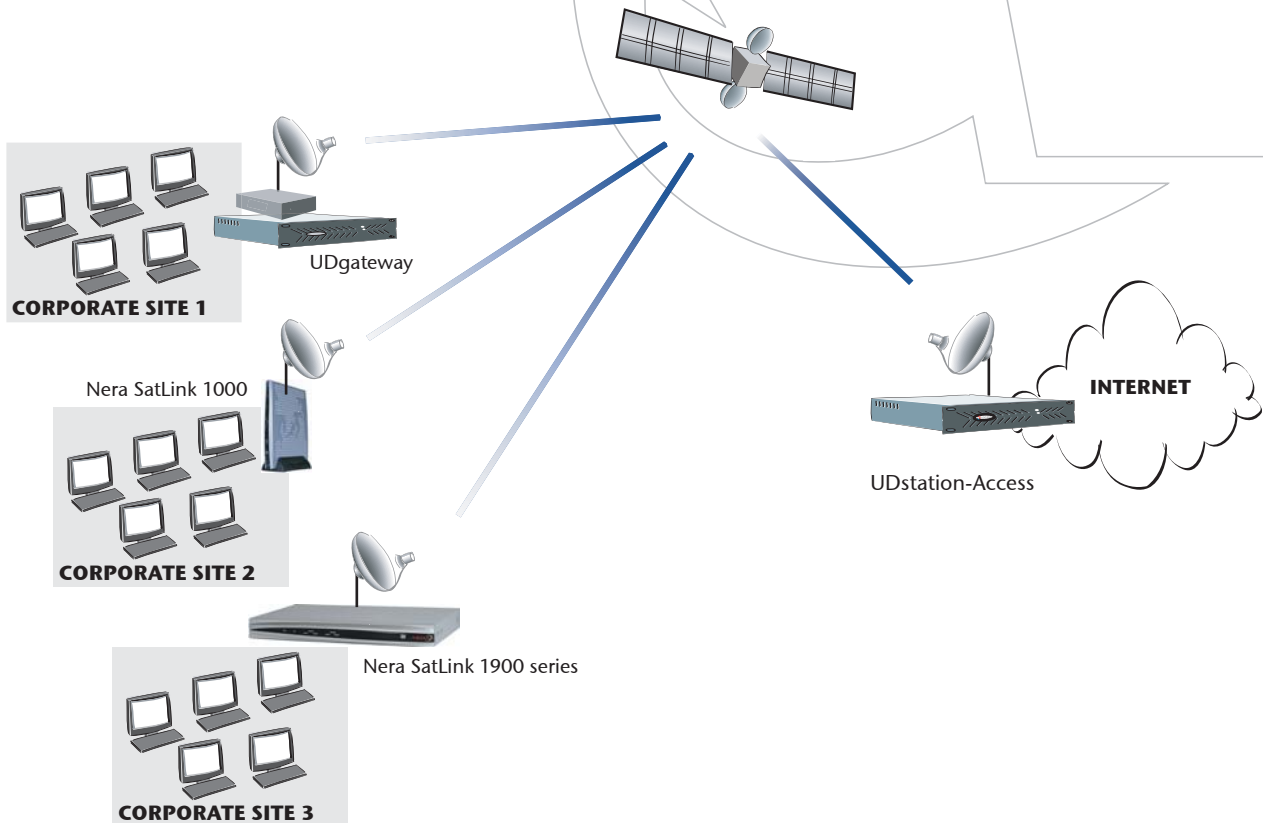 UDgateway
CORPORATE SITE 1
Nera SatLink 1000
INTERNET
UDstation-Access
CORPORATE SITE 2
Nera SatLink 1900 series
CORPORATE SITE 3